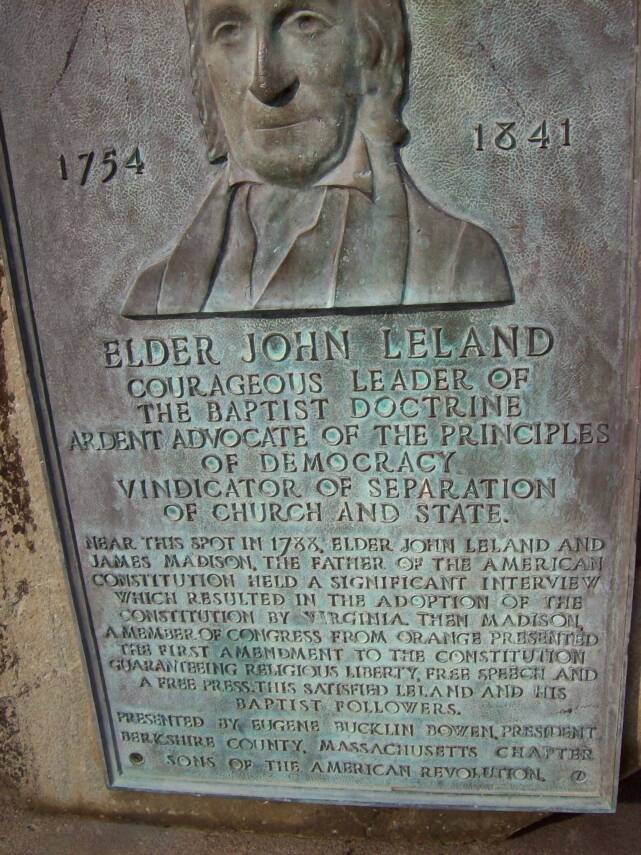 1754
1841
ELDER JOHN LELAND
COURAGEOUS LEADER OF
THE BAPTIST DOCTRINE
ARDENT ADVOCATE OF THE PRINCIPLES
OF DEMOCRACY
VINDICATOR OF SEPARATION
OF CHURCH AND STATE.
NEAR THIS SPOT IN 1788, ELDER JOHN LELAND AND
JAMES MADISON, THE FATHER OF THE AMERICAN
CONSTITUTION HELD A SIGNIFICANT INTERVIEW
WHICH RESULTED IN THE ADOPTION OF THE
CONSTITUTION BY VIRGINIA. THEN MADISON,
A MEMBER OF CONGRESS FROM ORANGE PRESENTED
THE FIRST AMENDMENT TO THE CONSTITUTION
GUARANTEEING RELIGIOUS LIBERTY, FREE SPEECH AND
A FREE PRESS. THIS SATISFIED LELAND AND HIS
BAPTIST FOLLOWERS.
PRESENTED BY EUGENE BUCKLIN BOWEN, PRESIDENT
BERKSHIRE COUNTY, MASSACHUSETTS CHAPTER
SONS OF THE AMERICAN REVOLUTION.